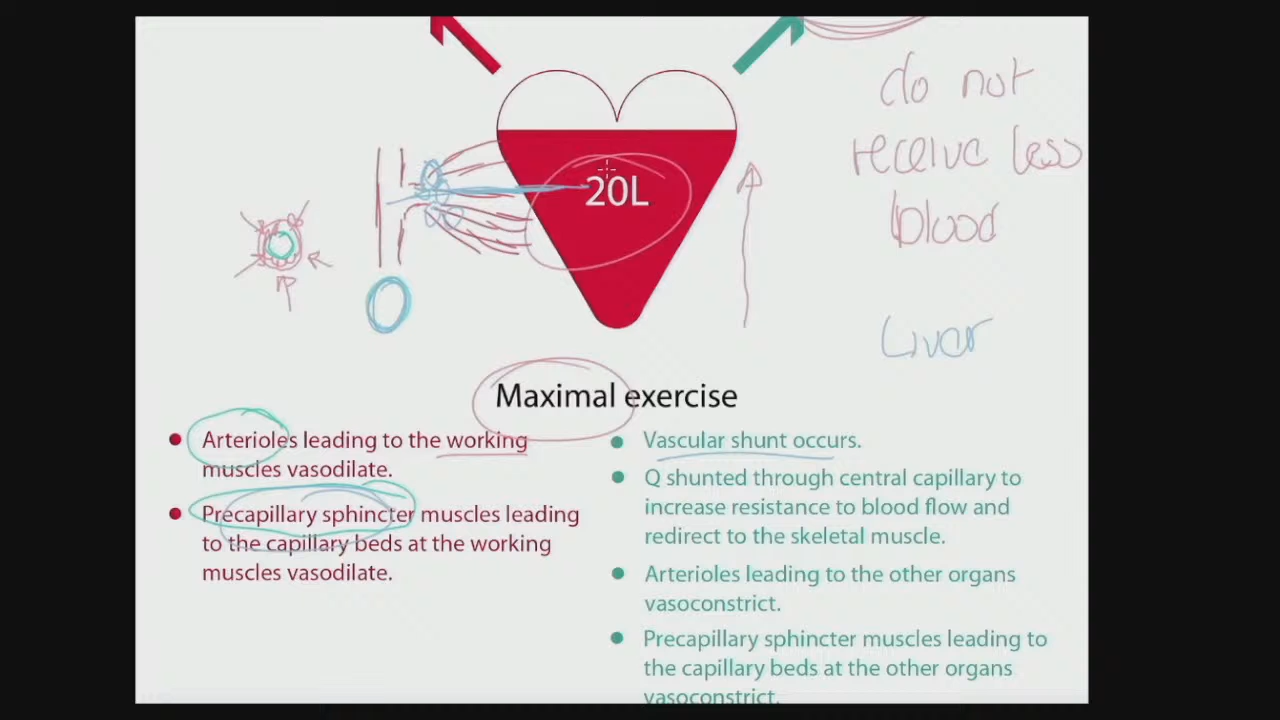 do not
receive less
blood
20L
Liver
Maximal exercise
Arterioles leading to the working
muscles vasodilate.
Precapillary sphincter muscles leading
to the capillary beds at the working
muscles vasodilate.
Vascular shunt occurs.
Q shunted through central capillary to
increase resistance to blood flow and
redirect to the skeletal muscle.
Arterioles leading to the other organs
vasoconstrict.
Precapillary sphincter muscles leading to
the capillary beds at the other organs
vasoconstrict.